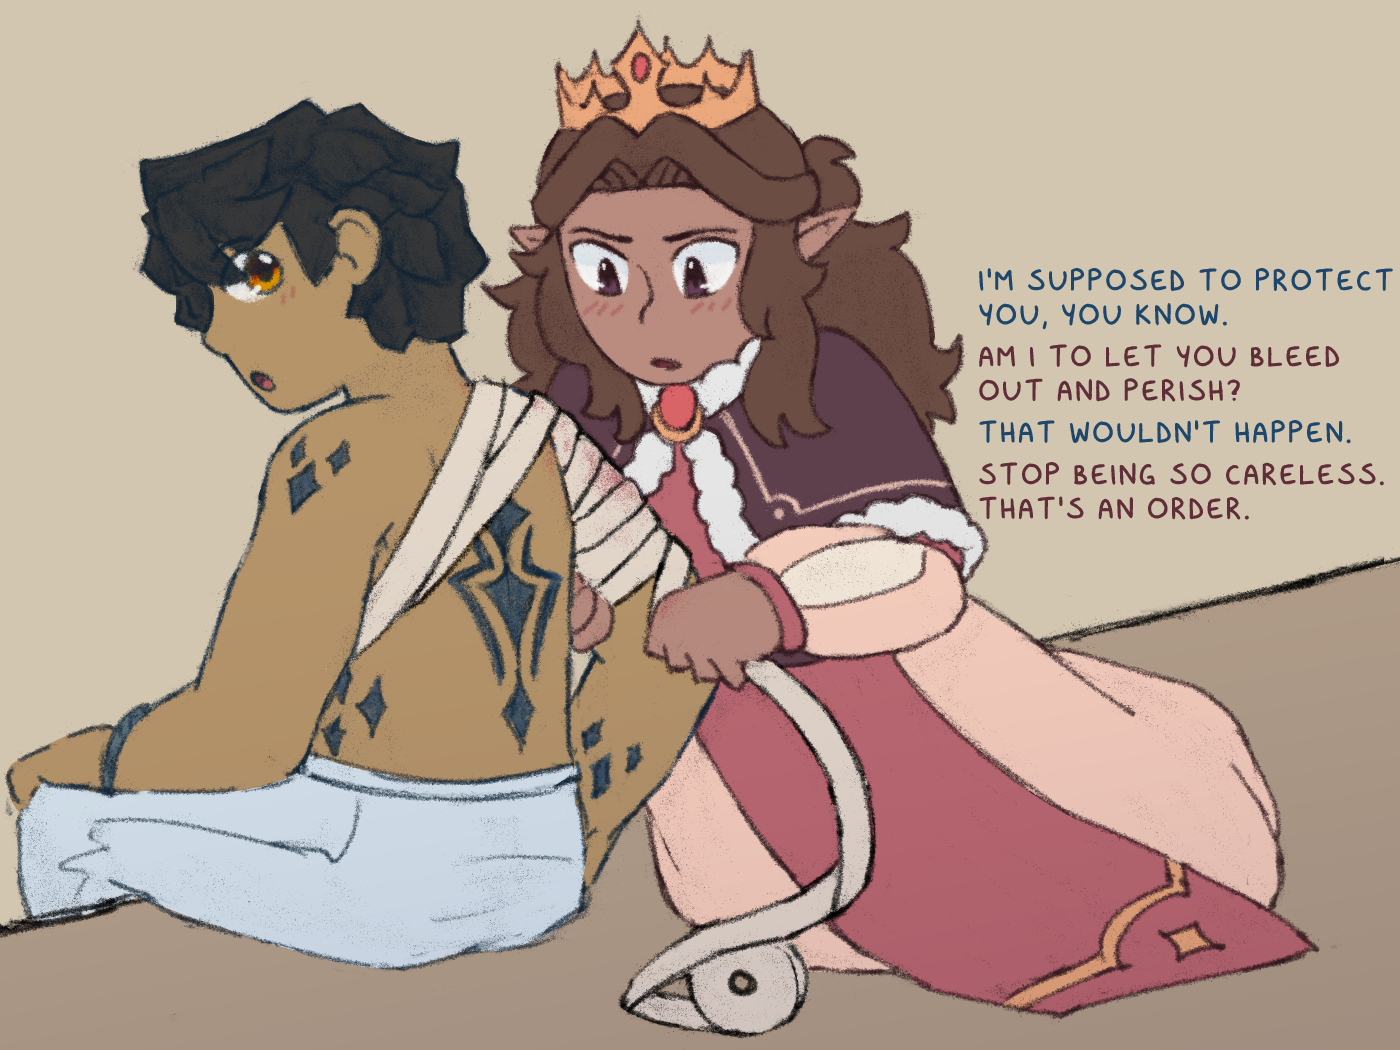 I'M SUPPOSED TO PROTECT
YOU, YOU KNOW.
AM I TO LET YOU BLEED
OUT AND PERISH?
THAT WOULDN'T HAPPEN.
STOP BEING SO CARELESS.
THAT'S AN ORDER.